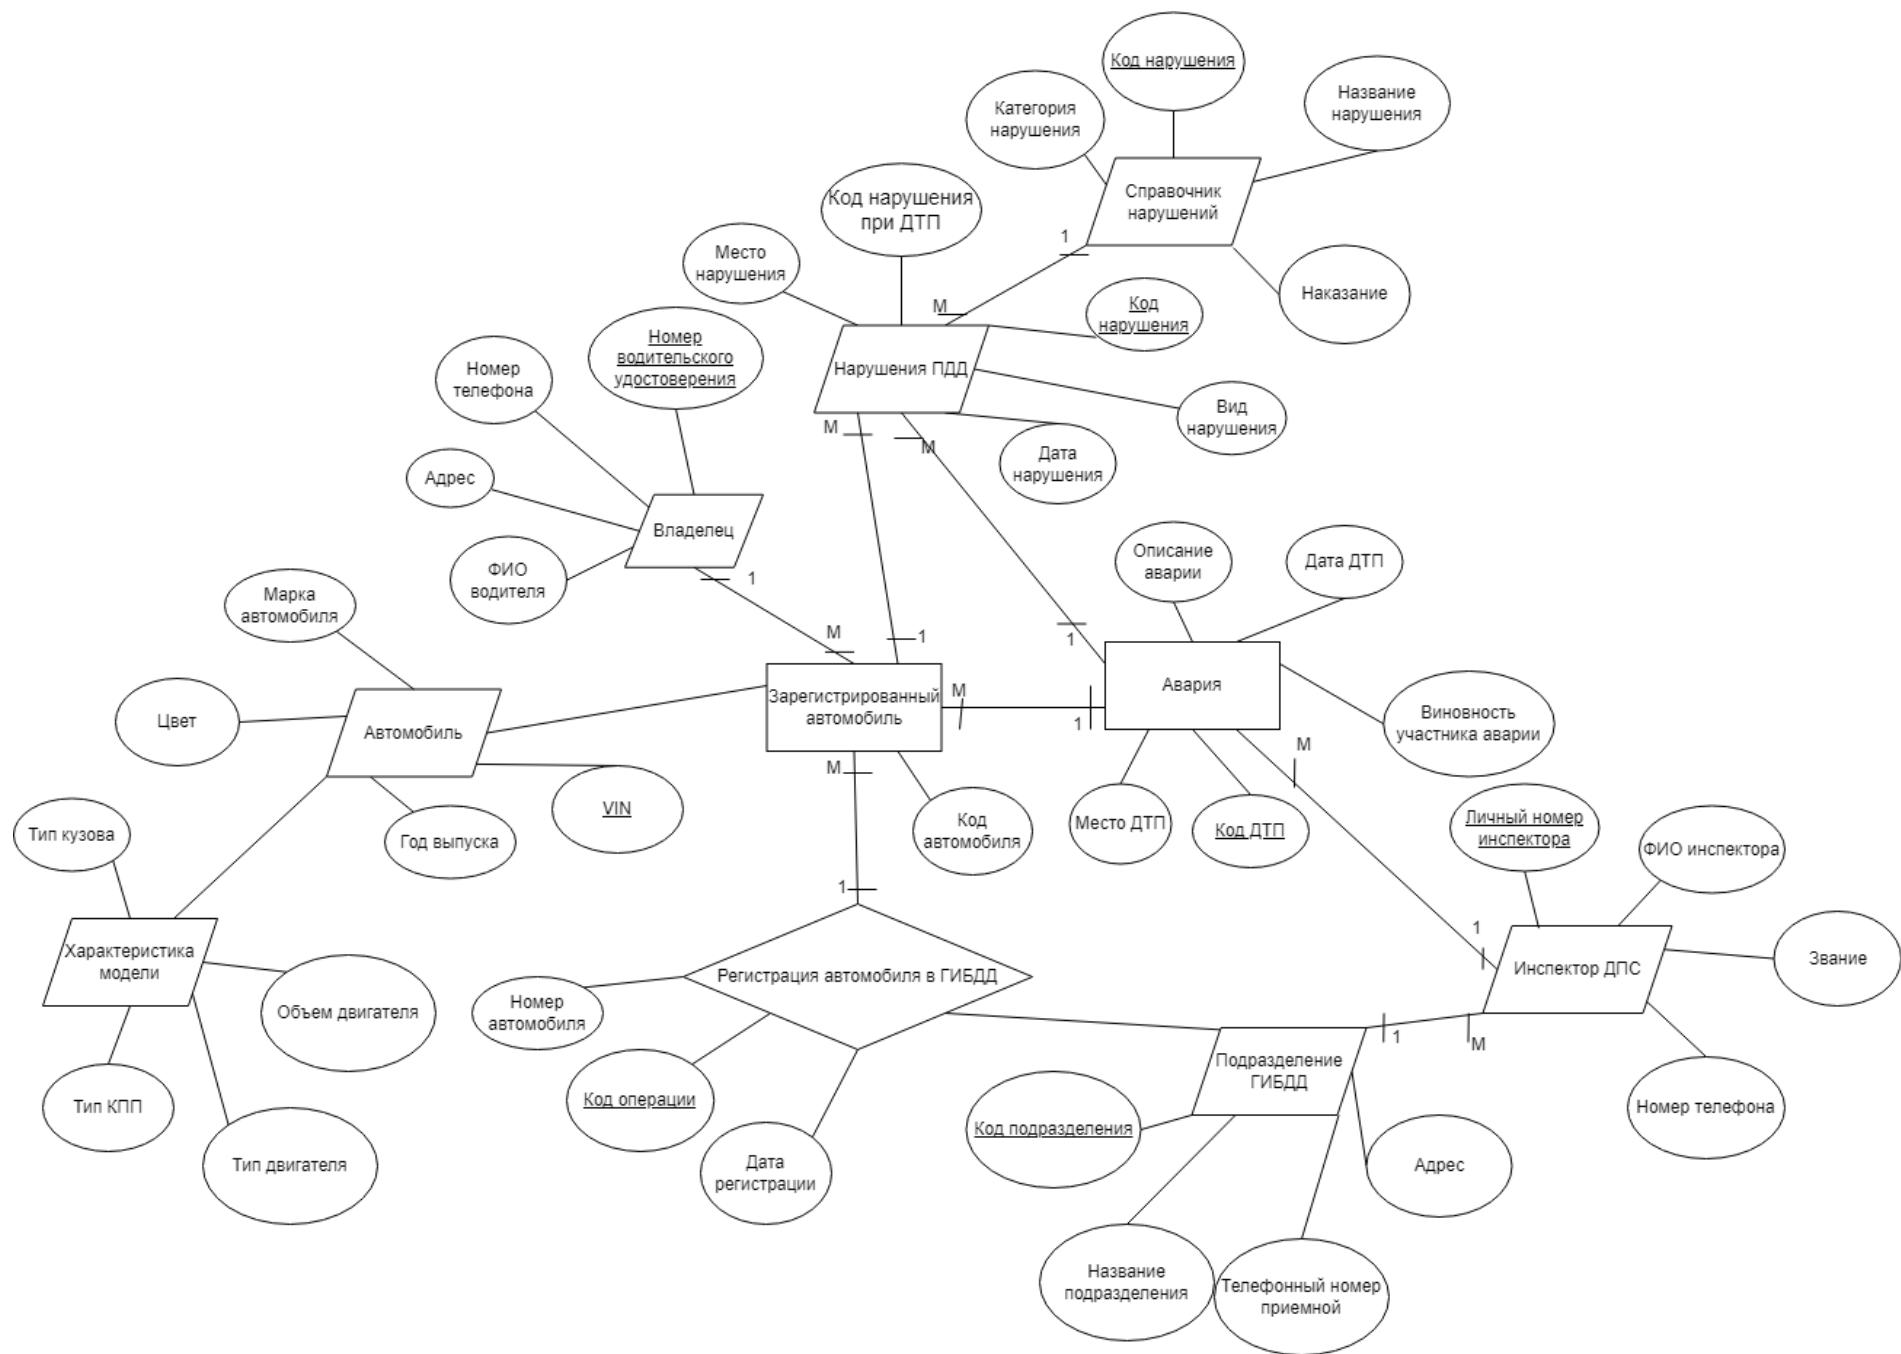 Код нарушения
Название
нарушения
Категория
нарушения
Справочник
нарушений
Код нарушения
при ДТП
Место
нарушения
1
М
Наказание
Код
нарушения
Номер
водительского
удостоверения
Номер
телефона
Нарушения ПДД
Вид
нарушения
М
М
Дата
нарушения
Адрес
Владелец
ФИО
водителя
1
Описание
аварии
Дата ДТП
Марка
автомобиля
М
1
1
Зарегистрированный
автомобиль
М
1
Авария
Виновность
участника аварии
Цвет
Автомобиль
М
М
VIN
Год выпуска
Код
автомобиля
Место ДТП
Код ДТП
Личный номер
инспектора
ФИО инспектора
Тип кузова
1
1
Характеристика
модели
Регистрация автомобиля в ГИБДД
Инспектор ДПС
Звание
Объем двигателя
Номер
автомобиля
1
М
Подразделение
ГИБДД
Тип КПП
Код операции
Код подразделения
Номер телефона
Тип двигателя
Дата
регистрации
Адрес
Название
подразделения
Телефонный номер
приемной